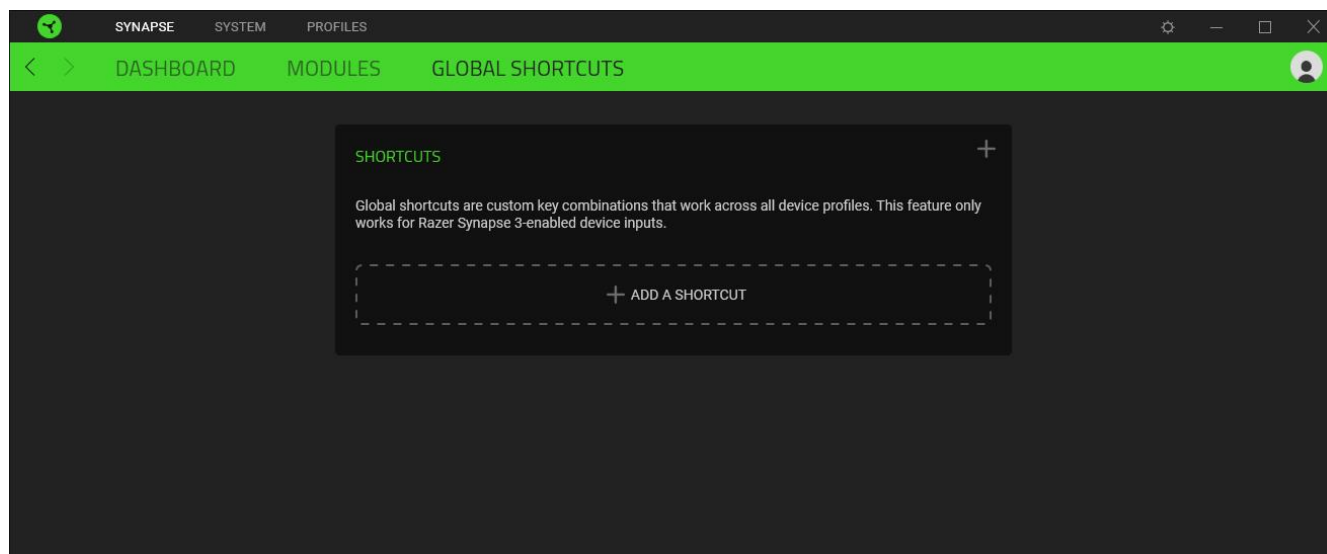 SYNAPSE SYSTEM PROFILES
DASHBOARD MODULES GLOBAL SHORTCUTS
SHORTCUTS
Global shortcuts are custom key combinations that work across all device profiles. This feature only
works for Razer Synapse 3-enabled device inputs.
ADD A SHORTCUT